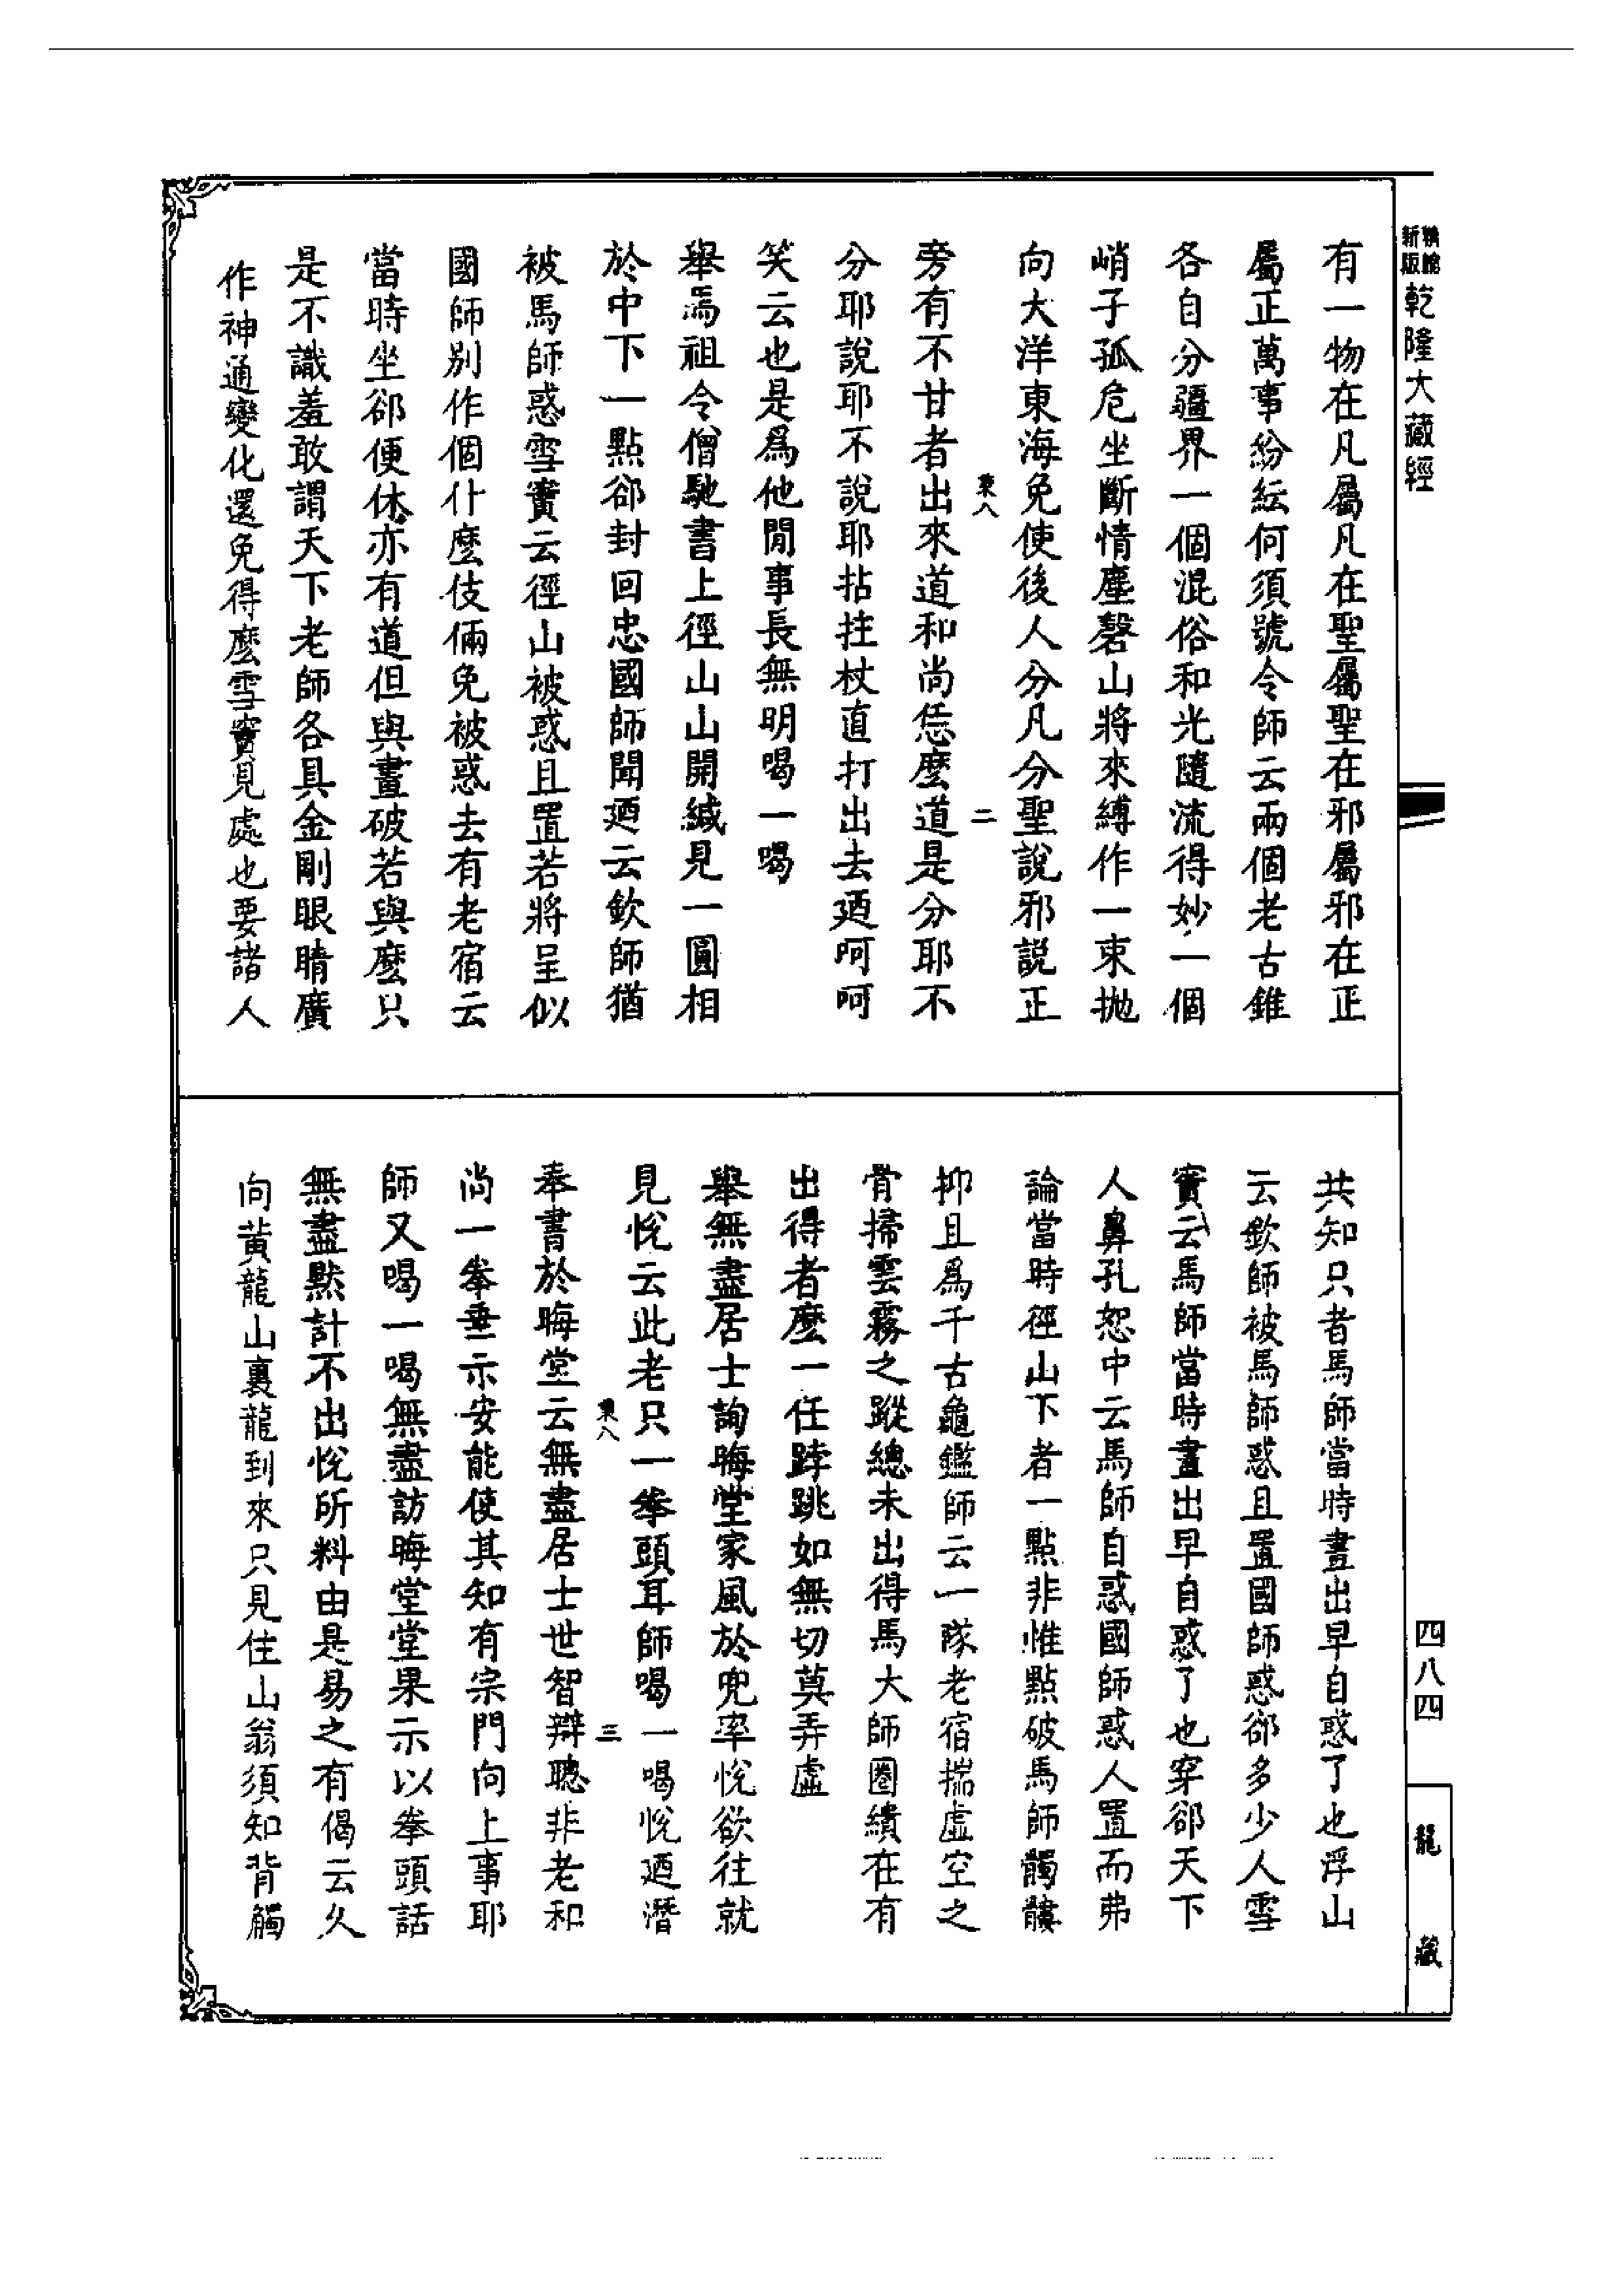 新版
乾隆大藏經
有一物在凡屬凡在聖屬聖在邪屬邪在正
屬正萬事紛紜何須號令師云兩個老古錐
各自分疆界一個混俗和光隨流得妙一個
峭子孤危坐斷情塵磬山將來縛作一束拋
向大洋東海免使後人分凡分聖說邪說正
東八 二
旁有不甘者出來道和尚恁麼道是分耶不
分耶說耶不說耶拈拄杖直打出去廼呵呵
笑云也是爲他閒事長無明喝一喝
舉馬祖令僧馳書上徑山山開緘見一圓相
於中下一點卻封回忠國師聞廼云欽師猶
被馬師惑雪竇云徑山被惑且置若將呈似
國師別作個什麼伎倆免被惑去有老宿云
當時坐卻便休亦有道但與畫破若與麼只
是不識羞敢謂天下老師各具金剛眼睛廣
作神通變化還免得麼雪竇見處也要諸人
共知只者馬師當時畫出早自惑了也浮山
云欽師被馬師惑且置國師惑卻多少人雪
竇云馬師當時畫出早自惑了也穿卻天下
人鼻孔恕中云馬師自惑國師惑人置而弗
論當時徑山下者一點非惟點破馬師髑髏
抑且爲千古龜鑑師云一隊老宿揣虛空之
骨掃雲霧之蹤總未出得馬大師圈繢在有
出得者麼一任𨁝跳如無切莫弄虛
舉無盡居士詢晦堂家風於兜率悅欲往就
見悅云此老只一拳頭耳師喝一喝悅廼潛
東八 三
奉書於晦堂云無盡居士世智辯聰非老和
尚一拳垂示安能使其知有宗門向上事耶
師又喝一喝無盡訪晦堂堂果示以拳頭話
無盡默計不出悅所料由是易之有偈云久
向黃龍山裏龍到來只見住山翁須知背觸
四八四
龍藏